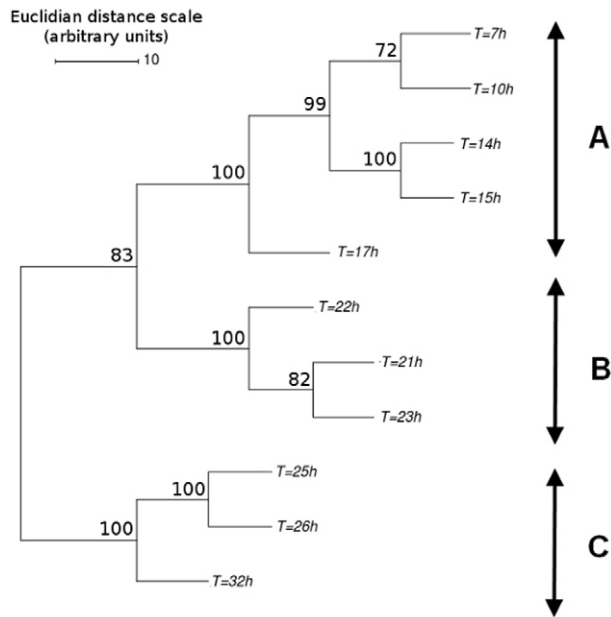 Euclidian distance scale
(arbitrary units)
10
72
T=7h
T=10h
99
A
100
T=14h
T=15h
100
T=17h
83
T=22h
100
T=21h
B
82
T=23h
T=25h
100
T=26h
C
100
T=32h